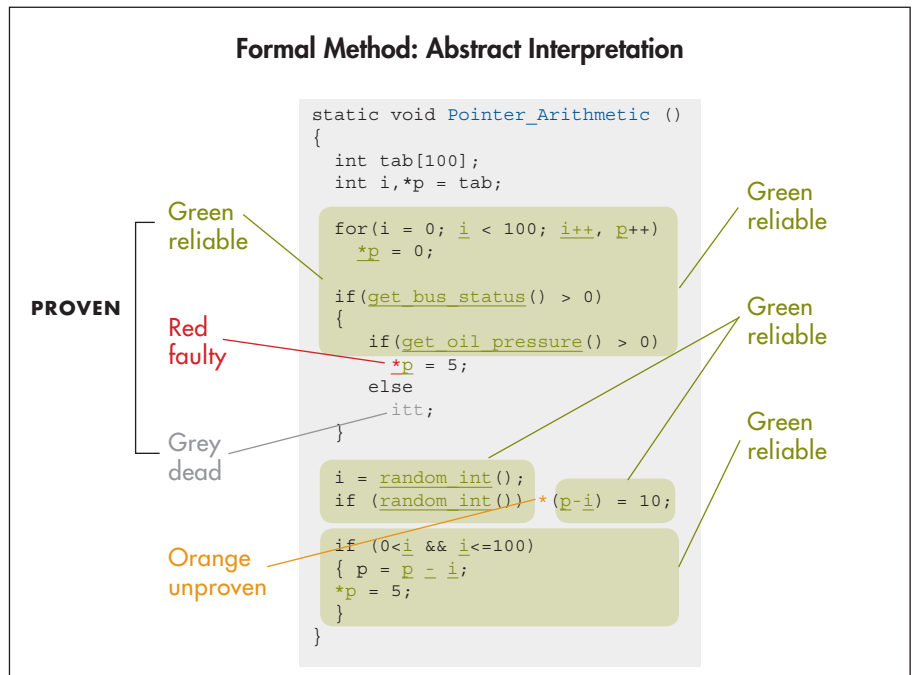 Formal Method: Abstract Interpretation
static void Pointer_Arithmetic ()
{
int tab[100];
int i,*p = tab;
for(i = 0; i < 100; i++, p++)
*p = 0;
if(get_bus_status() > 0)
{
if(get_oil_pressure() > 0)
*p = 5;
else
itt;
}
i = random_int();
if (random_int()) *(p-i) = 10;
if (0<i && i<=100)
{ p = p - i;
*p = 5;
}
}
PROVEN
Green
reliable
Red
faulty
Grey
dead
Orange
unproven
Green
reliable
Green
reliable
Green
reliable